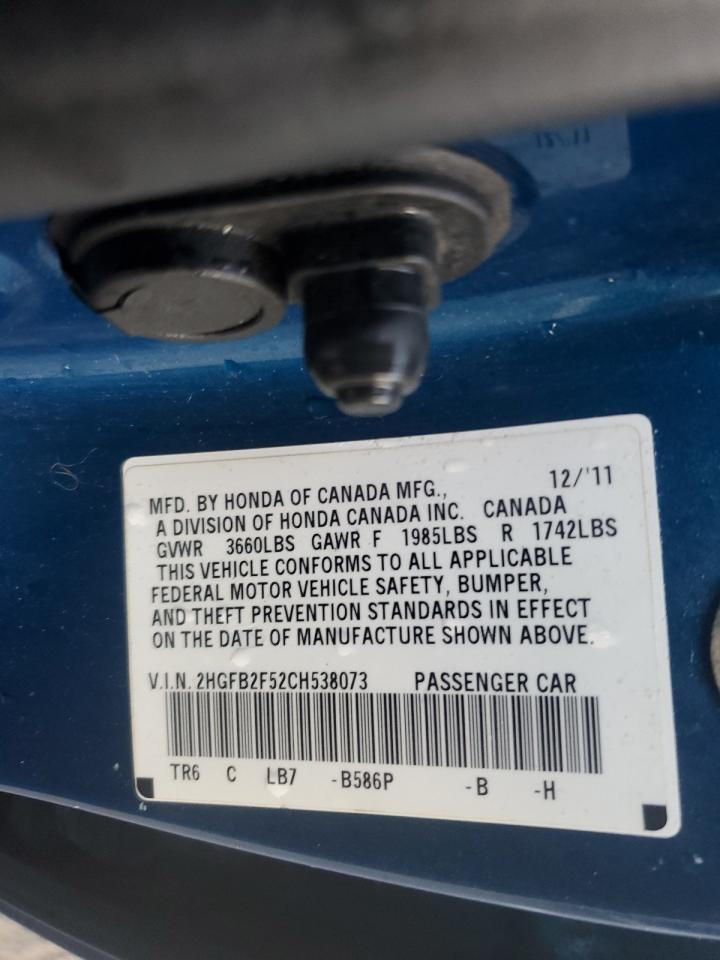 12/'11
MFD. BY HONDA OF CANADA MFG.,
A DIVISION OF HONDA CANADA INC. CANADA
GVWR 3660LBS GAWR F 1985LBS R 1742LBS
THIS VEHICLE CONFORMS TO ALL APPLICABLE
FEDERAL MOTOR VEHICLE SAFETY, BUMPER,
AND THEFT PREVENTION STANDARDS IN EFFECT
ON THE DATE OF MANUFACTURE SHOWN ABOVE.
V.I.N. 2HGFB2F52CH538073 PASSENGER CAR
TR6 C LB7 -B586P -B -H